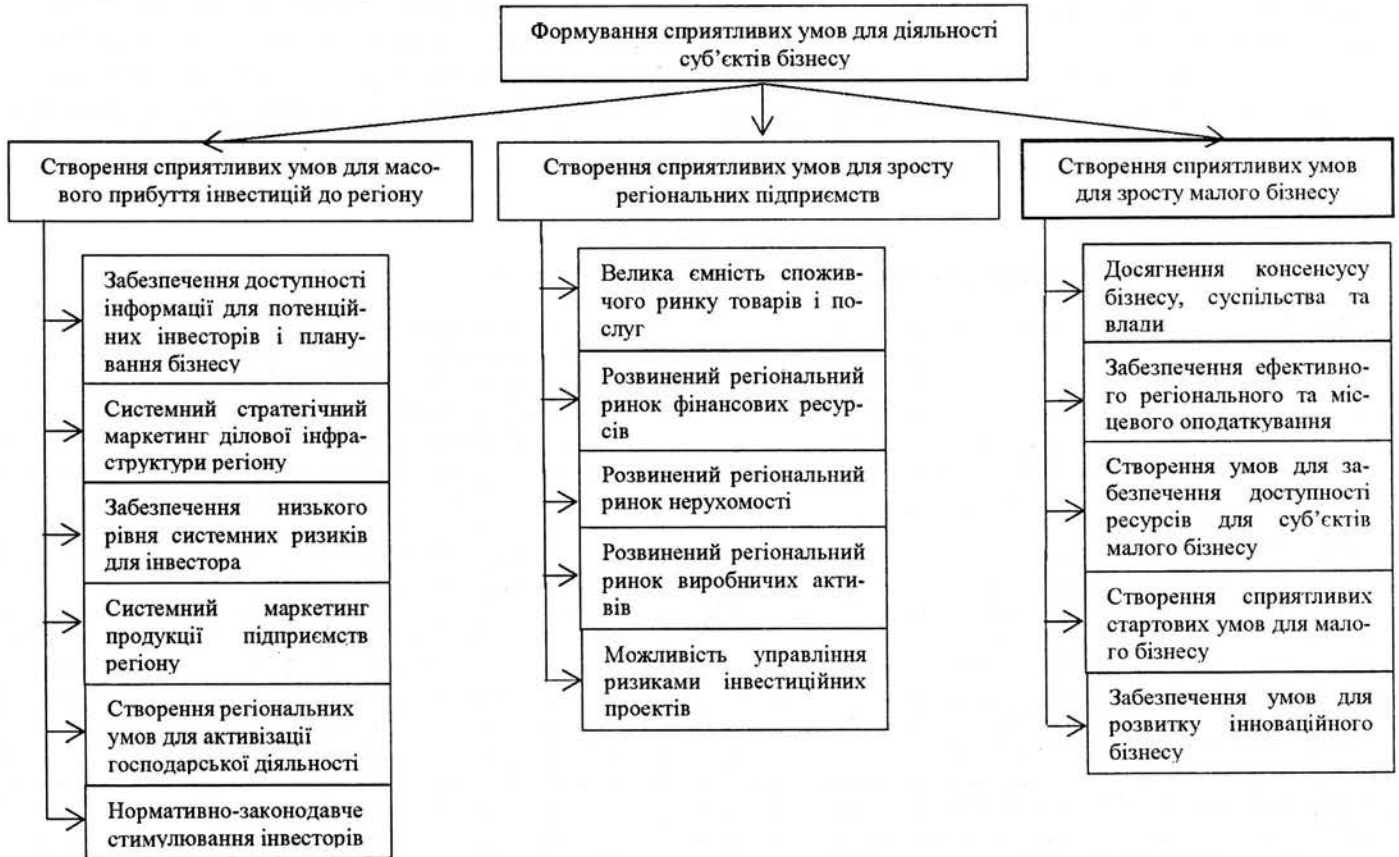 Формування сприятливих умов для діяльності
суб’єктів бізнесу
Створення сприятливих умов для масо-
вого прибуття інвестицій до регіону
Забезпечення доступності
інформації для потенцій-
них інвесторів і плану-
вання бізнесу
Системний стратегічний
маркетинг ділової інфра-
структури регіону
Забезпечення низького
рівня системних ризиків
для інвестора
Системний маркетинг
продукції підприємств
регіону
Створення регіональних
умов для активізації
господарської діяльності
Нормативно-законодавче
стимулювання інвесторів
Створення сприятливих умов для зросту
регіональних підприємств
Велика ємність спожив-
чого ринку товарів і по-
слуг
Розвинений регіональний
ринок фінансових ресур-
сів
Розвинений регіональний
ринок нерухомості
Розвинений регіональний
ринок виробничих акти-
вів
Можливість управління
ризиками інвестиційних
проектів
Створення сприятливих умов
для зросту малого бізнесу
Досягнення консенсусу
бізнесу, суспільства та
влади
Забезпечення ефективно-
го регіонального та міс-
цевого оподаткування
Створення умов для за-
безпечення доступності
ресурсів для суб’єктів
малого бізнесу
Створення сприятливих
стартових умов для мало-
го бізнесу
Забезпечення умов для
розвитку інноваційного
бізнесу